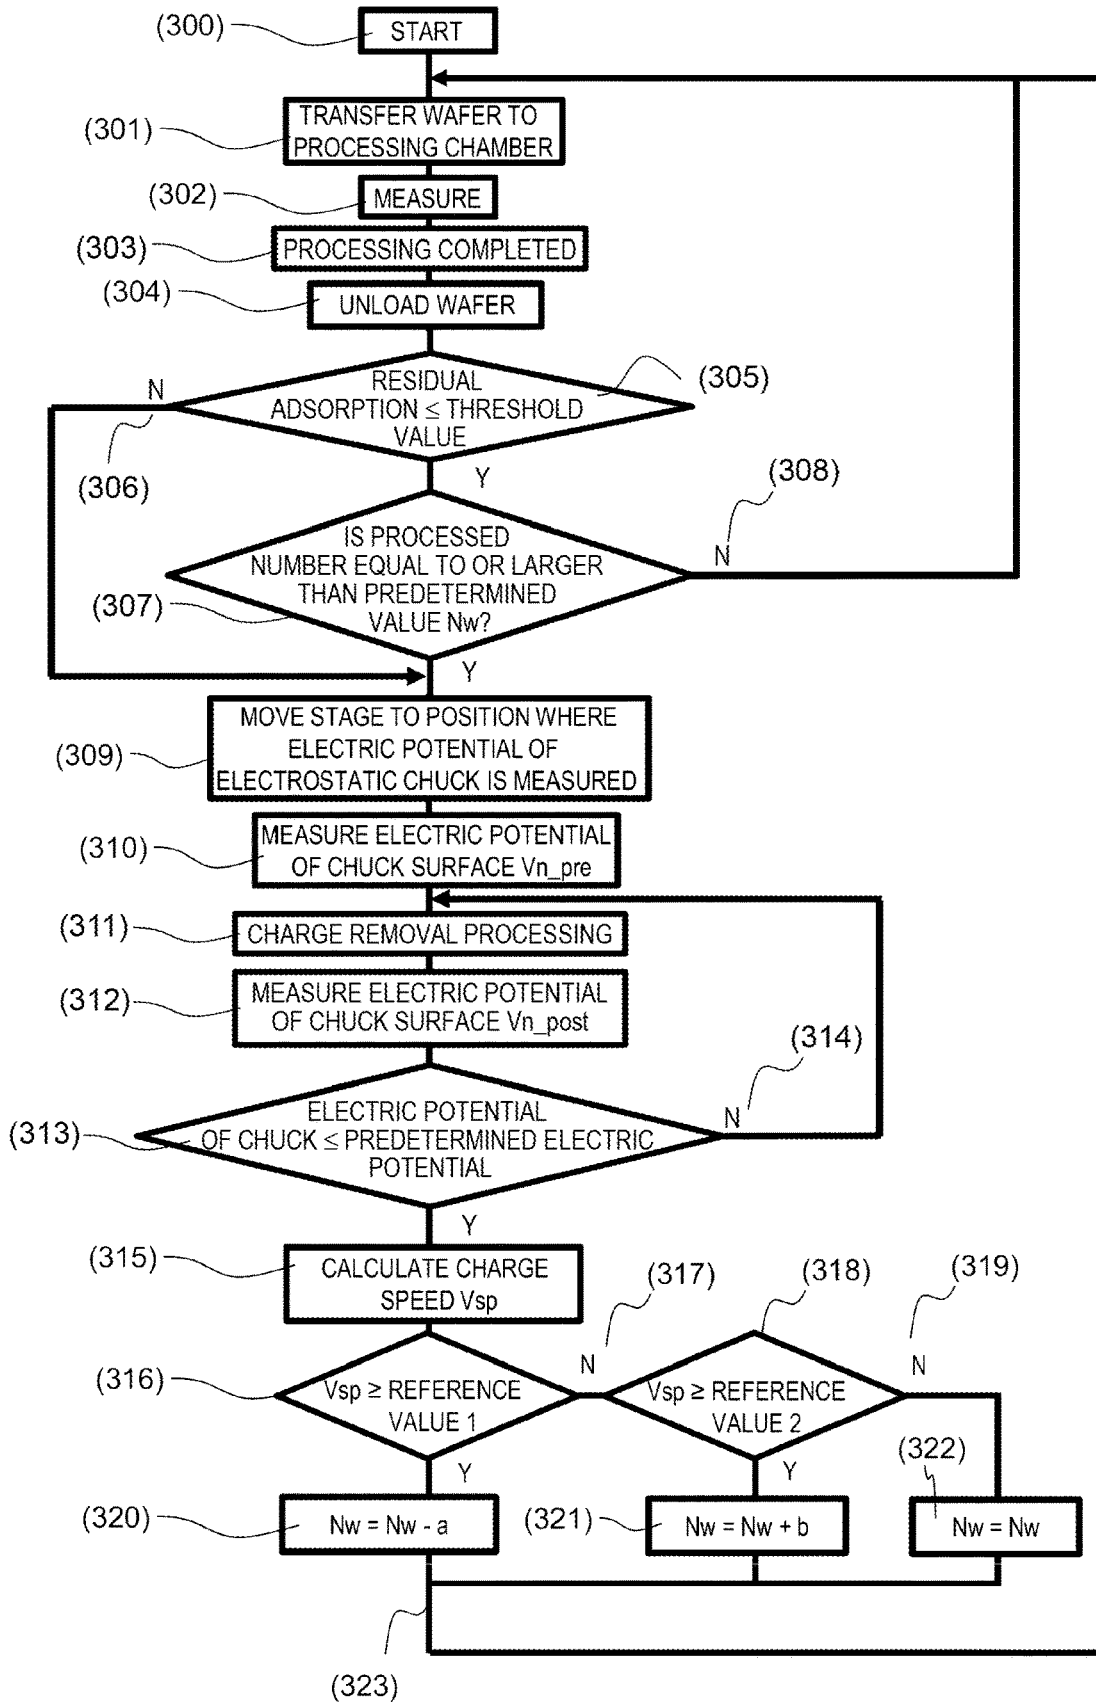 (300)
START
(301)
TRANSFER WAFER TO
PROCESSING CHAMBER
(302)
MEASURE
(303)
PROCESSING COMPLETED
(304)
UNLOAD WAFER
(305)
RESIDUAL
ADSORPTION ≤ THRESHOLD
VALUE
N
(306)
Y
(308)
N
IS PROCESSED
NUMBER EQUAL TO OR LARGER
THAN PREDETERMINED
VALUE Nw?
(307)
Y
(309)
MOVE STAGE TO POSITION WHERE
ELECTRIC POTENTIAL OF
ELECTROSTATIC CHUCK IS MEASURED
(310)
MEASURE ELECTRIC POTENTIAL
OF CHUCK SURFACE Vn_pre
(311)
CHARGE REMOVAL PROCESSING
(312)
MEASURE ELECTRIC POTENTIAL
OF CHUCK SURFACE Vn_post
(314)
N
(313)
ELECTRIC POTENTIAL
OF CHUCK ≤ PREDETERMINED ELECTRIC
POTENTIAL
Y
(315)
CALCULATE CHARGE
SPEED Vsp
(317)
(318)
(319)
(316)
Vsp ≥ REFERENCE
VALUE 1
N
Vsp ≥ REFERENCE
VALUE 2
N
Y
Y
(322)
(320)
Nw = Nw - a
(321)
Nw = Nw + b
Nw = Nw
(323)